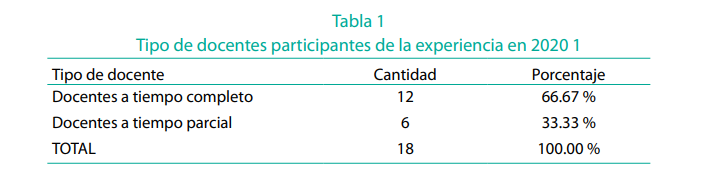 Tabla 1
Tipo de docentes participantes de la experiencia en 2020 1
Tipo de docente Cantidad Porcentaje
Docentes a tiempo completo 12 66.67 %
Docentes a tiempo parcial 6 33.33 %
TOTAL 18 100.00 %